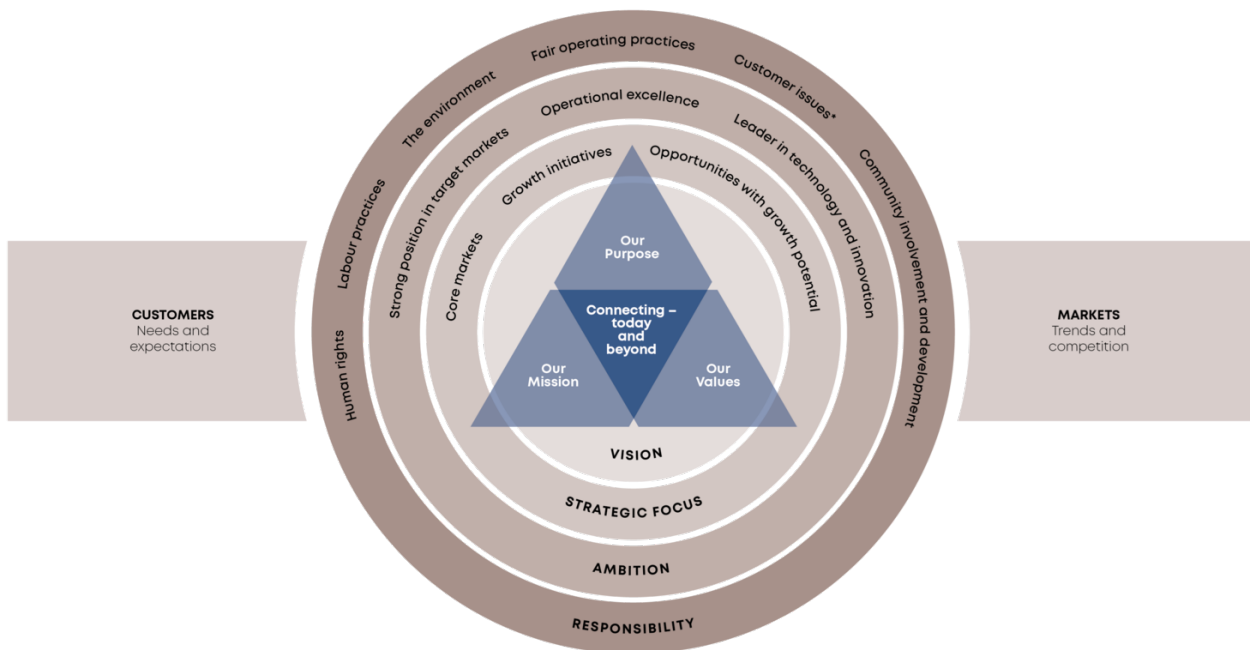 Fair operating practices
The environment
Customer issues*
Labour practices
Community involvement and development
Human rights
Operational excellence
Strong position in target markets
Leader in technology and innovation
Growth initiatives
Opportunities with growth potential
Core markets
Our
Purpose
CUSTOMERS
Needs and
expectations
Connecting –
today
and
beyond
MARKETS
Trends and
competition
Our
Mission
Our
Values
VISION
STRATEGIC FOCUS
AMBITION
RESPONSIBILITY